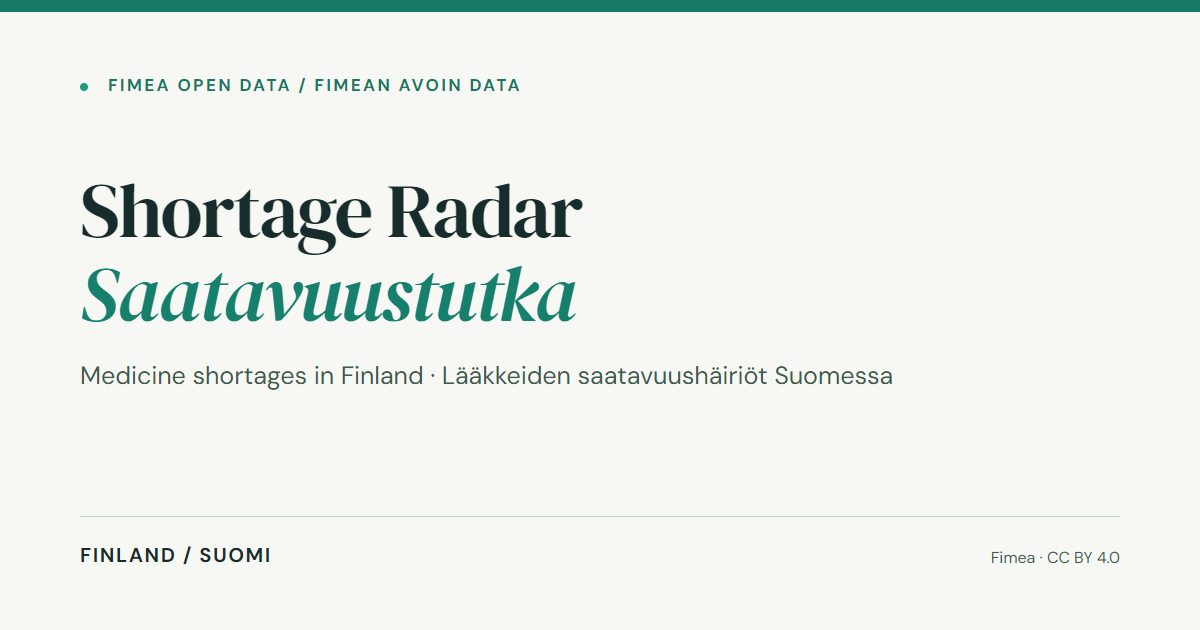 FIMEA OPEN DATA / FIMEAN AVOIN DATA
Shortage Radar
Saatavuustutka
Medicine shortages in Finland · Lääkkeiden saatavuushäiriöt Suomessa
FINLAND / SUOMI
Fimea · CC BY 4.0